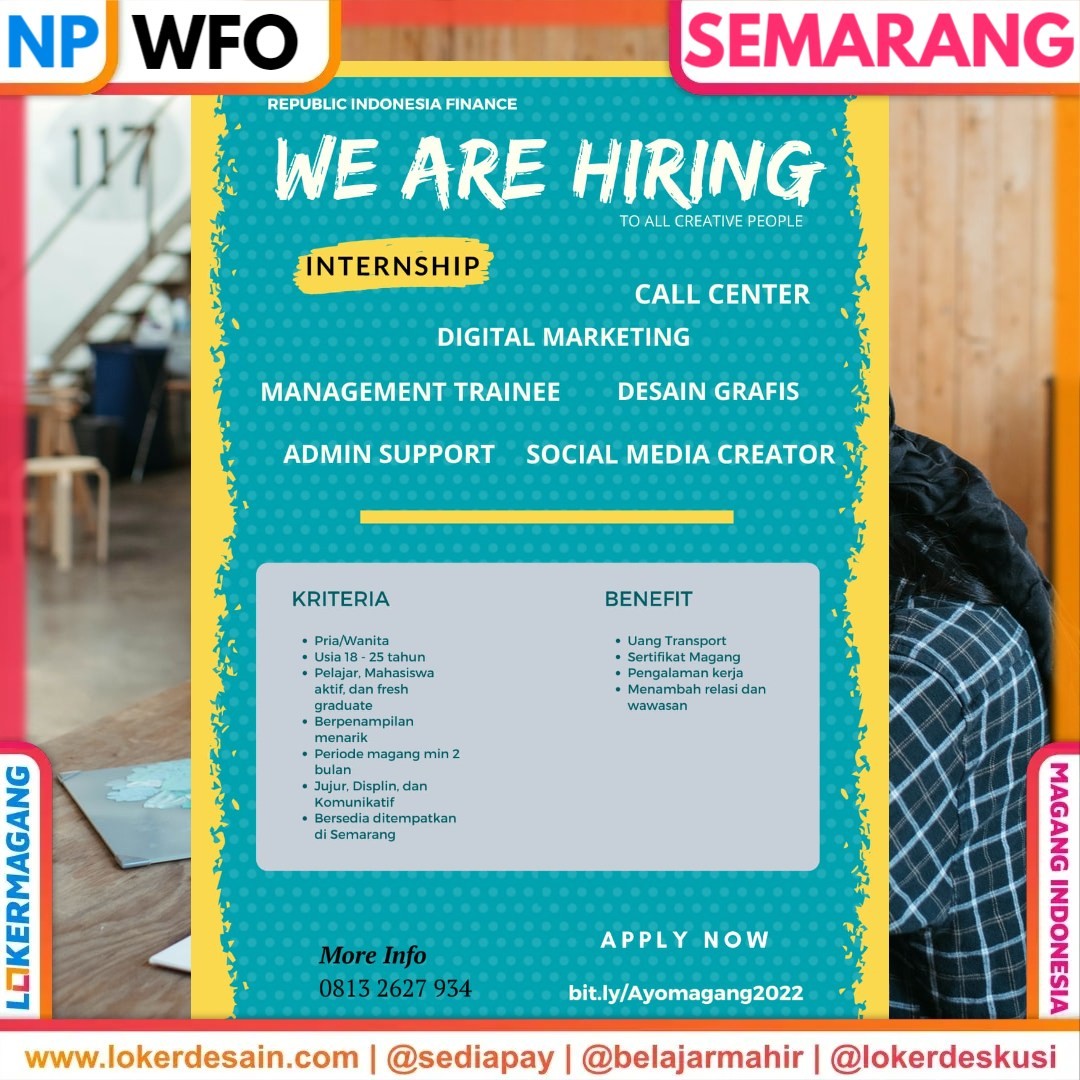 NP WFO
SEMARANG
117
REPUBLIC INDONESIA FINANCE
WE ARE HIRING
TO ALL CREATIVE PEOPLE
INTERNSHIP
CALL CENTER
DIGITAL MARKETING
MANAGEMENT TRAINEE DESAIN GRAFIS
ADMIN SUPPORT SOCIAL MEDIA CREATOR
KRITERIA
• Pria/Wanita
• Usia 18 - 25 tahun
• Pelajar, Mahasiswa
aktif, dan fresh
graduate
• Berpenampilan
menarik
• Periode magang min 2
bulan
• Jujur, Displin, dan
Komunikatif
• Bersedia ditempatkan
di Semarang
BENEFIT
• Uang Transport
• Sertifikat Magang
• Pengalaman kerja
• Menambah relasi dan
wawasan
LOKERMAGANG
MAGANG INDONESIA
More Info
0813 2627 934
APPLY NOW
bit.ly/Ayomagang2022
www.lokerdesain.com | @sediapay | @belajarmahir | @lokerdeskusi